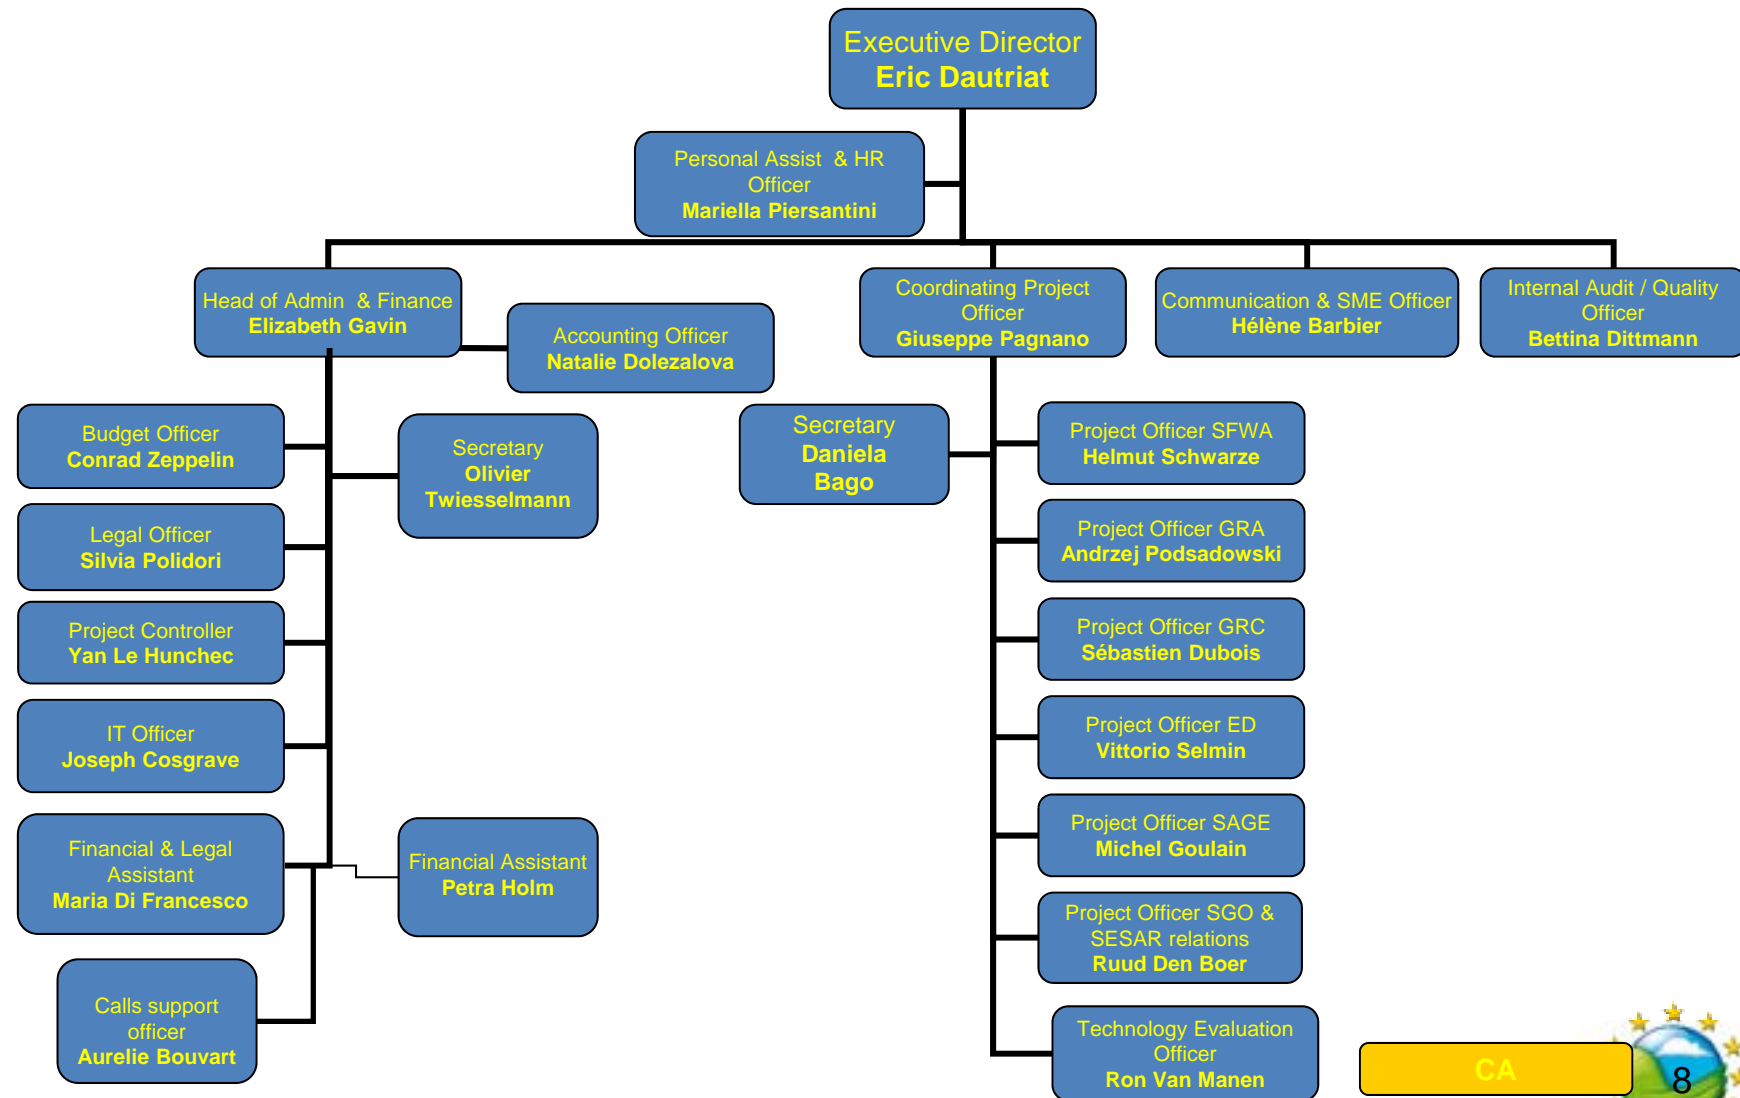 Executive Director
Eric Dautriat
Personal Assist & HR
Officer
Mariella Piersantini
Head of Admin & Finance
Elizabeth Gavin
Accounting Officer
Natalie Dolezalova
Coordinating Project
Officer
Giuseppe Pagnano
Communication & SME Officer
Hélène Barbier
Internal Audit / Quality
Officer
Bettina Dittmann
Budget Officer
Conrad Zeppelin
Secretary
Olivier
Twiesselmann
Legal Officer
Silvia Polidori
Project Controller
Yan Le Hunchec
IT Officer
Joseph Cosgrave
Financial & Legal
Assistant
Maria Di Francesco
Financial Assistant
Petra Holm
Calls support
officer
Aurelie Bouvart
Secretary
Daniela
Bago
Project Officer SFWA
Helmut Schwarze
Project Officer GRA
Andrzej Podsadowski
Project Officer GRC
Sébastien Dubois
Project Officer ED
Vittorio Selmin
Project Officer SAGE
Michel Goulain
Project Officer SGO &
SESAR relations
Ruud Den Boer
Technology Evaluation
Officer
Ron Van Manen
CA
8